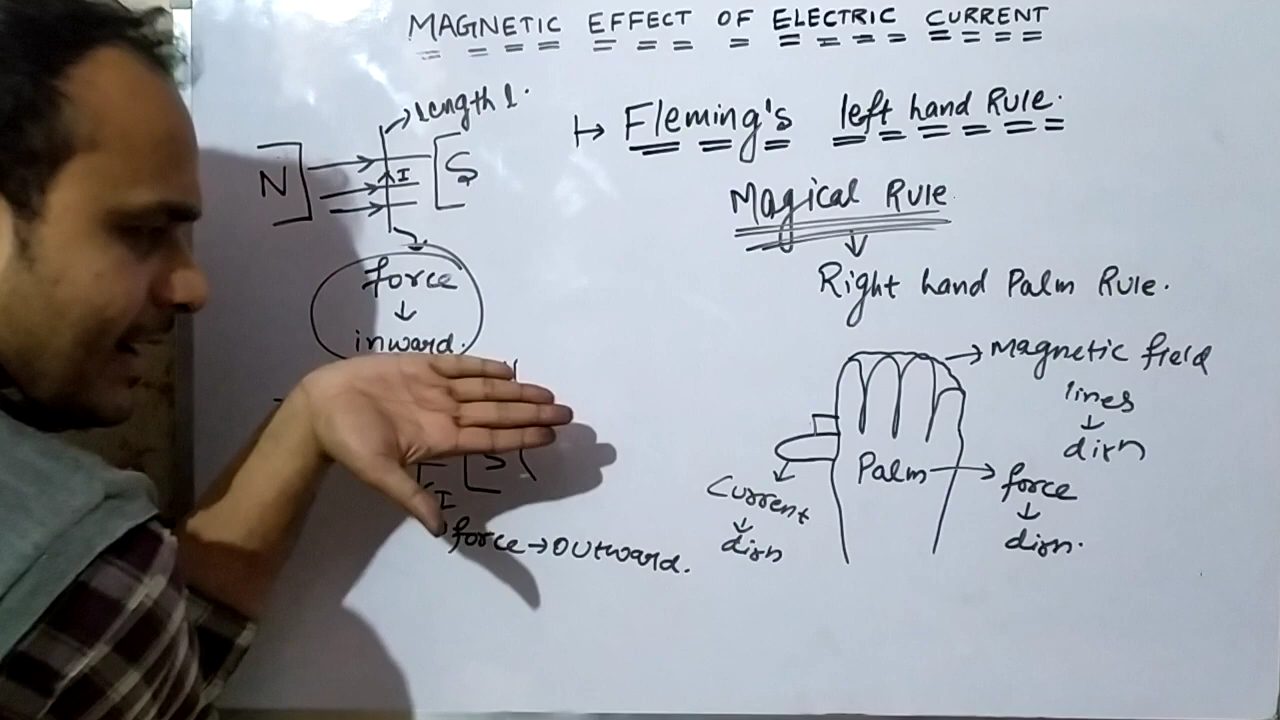 MAGNETIC EFFECT OF ELECTRIC CURRENT
Length l.
N
I
S
force
↓
inward.
S
I
force→outward.
↦ Fleming's left hand Rule.
Magical Rule
↓
Right hand Palm Rule.
→ Magnetic field
lines
↓
dirn
Palm → force
↓
dirn.
Current
↓
dirn